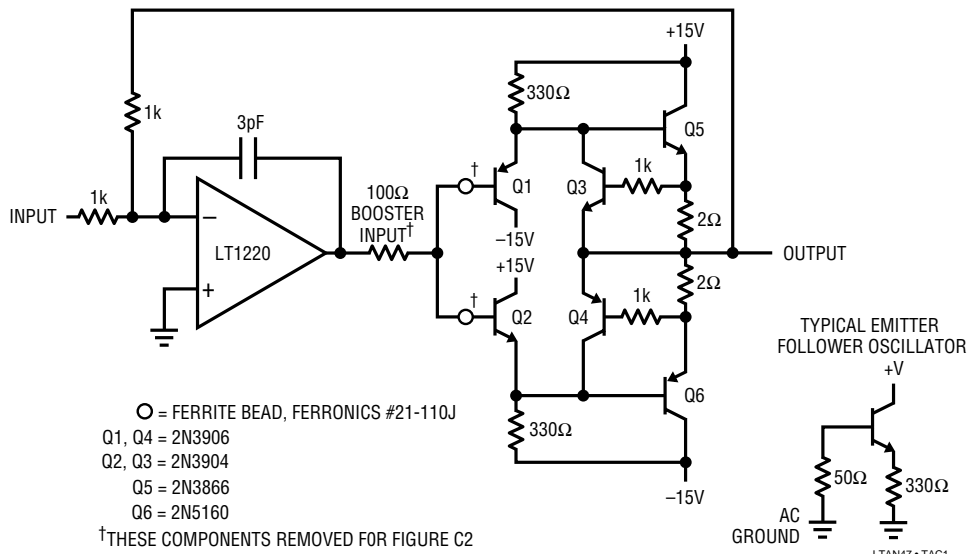 +15V
330Ω
1k
3pF
Q5
†
Q1
Q3
1k
1k
100Ω
BOOSTER
INPUT†
2Ω
INPUT
–
–15V
LT1220
OUTPUT
+15V
+
†
Q2
Q4
1k
2Ω
TYPICAL EMITTER
FOLLOWER OSCILLATOR
+V
Q6
= FERRITE BEAD, FERRONICS #21-110J
Q1, Q4 = 2N3906
330Ω
Q2, Q3 = 2N3904
50Ω
330Ω
Q5 = 2N3866
–15V
Q6 = 2N5160
AC
GROUND
†THESE COMPONENTS REMOVED FOR FIGURE C2